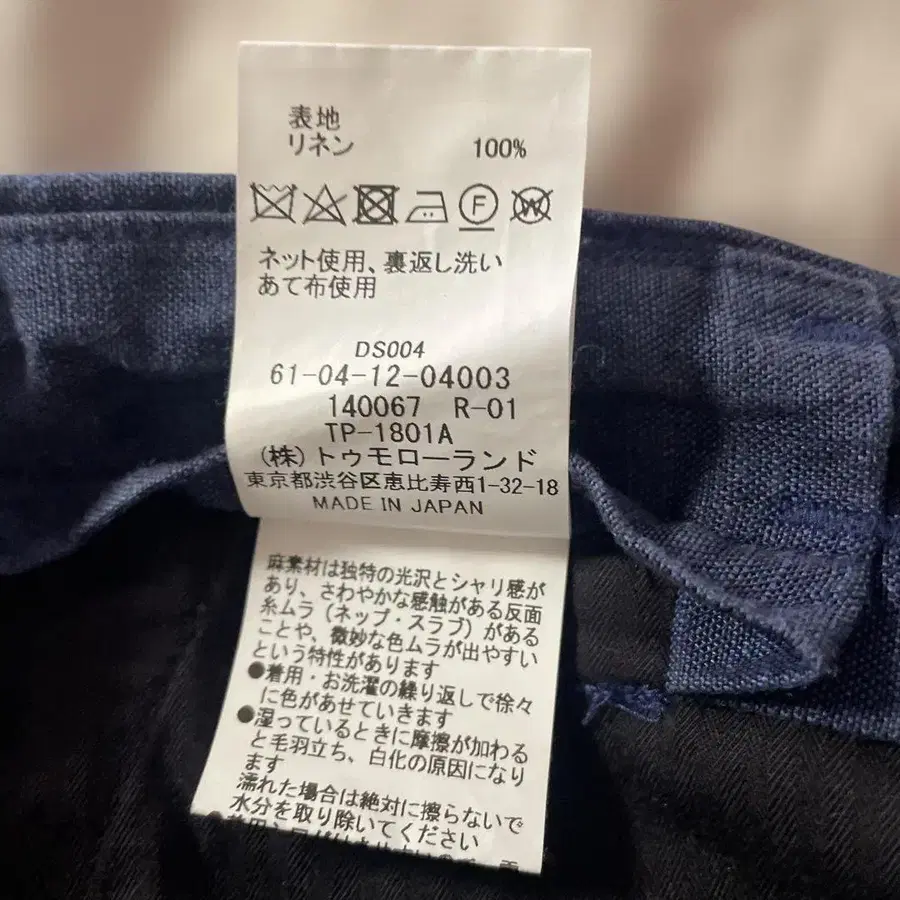 表地
リネン 100%
F W
ネット使用、裏返し洗い
あて布使用
DS004
61-04-12-04003
140067 R-01
TP-1801A
(株)トゥモローランド
東京都渋谷区恵比寿西1-32-18
MADE IN JAPAN
麻素材は独特の光沢とシャリ感が
あり、さわやかな感触がある反面
糸ムラ(ネップ・スラブ)がある
ことや、微妙な色ムラが出やすい
という特性があります
●着用・お洗濯の繰り返しで徐々
に色があせていきます
●湿っているときに摩擦が加わる
と毛羽立ち、白化の原因になり
ます
濡れた場合は絶対に擦らないで
水分を取り除いてください